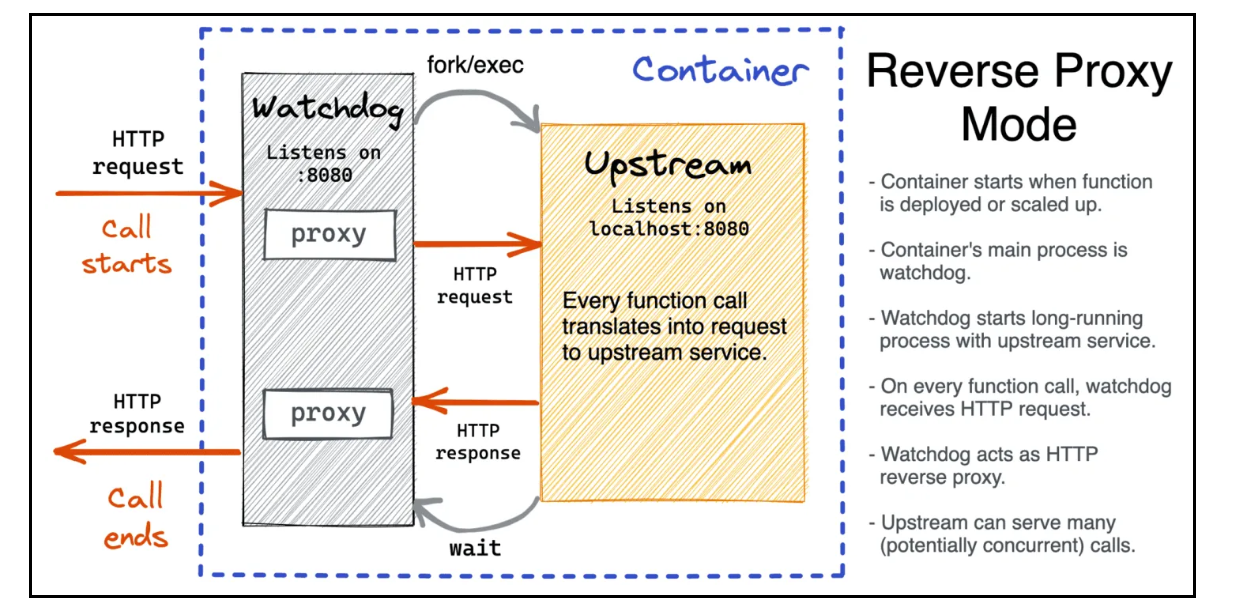 fork/exec
Container
Reverse Proxy
Mode
Watchdog
Listens on
:8080
HTTP
request
Call
starts
proxy
HTTP
request
Upstream
Listens on
localhost:8080
Every function call
translates into request
to upstream service.
HTTP
response
Call
ends
proxy
HTTP
response
wait
- Container starts when function
is deployed or scaled up.
- Container's main process is
watchdog.
- Watchdog starts long-running
process with upstream service.
- On every function call, watchdog
receives HTTP request.
- Watchdog acts as HTTP
reverse proxy.
- Upstream can serve many
(potentially concurrent) calls.